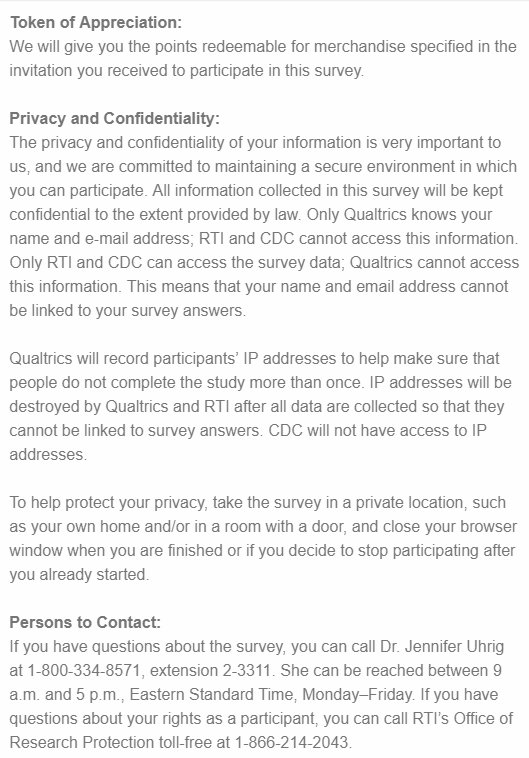 Token of Appreciation:
We will give you the points redeemable for merchandise specified in the
invitation you received to participate in this survey.
Privacy and Confidentiality:
The privacy and confidentiality of your information is very important to
us, and we are committed to maintaining a secure environment in which
you can participate. All information collected in this survey will be kept
confidential to the extent provided by law. Only Qualtrics knows your
name and e-mail address; RTI and CDC cannot access this information.
Only RTI and CDC can access the survey data; Qualtrics cannot access
this information. This means that your name and email address cannot
be linked to your survey answers.
Qualtrics will record participants’ IP addresses to help make sure that
people do not complete the study more than once. IP addresses will be
destroyed by Qualtrics and RTI after all data are collected so that they
cannot be linked to survey answers. CDC will not have access to IP
addresses.
To help protect your privacy, take the survey in a private location, such
as your own home and/or in a room with a door, and close your browser
window when you are finished or if you decide to stop participating after
you already started.
Persons to Contact:
If you have questions about the survey, you can call Dr. Jennifer Uhrig
at 1-800-334-8571, extension 2-3311. She can be reached between 9
a.m. and 5 p.m., Eastern Standard Time, Monday–Friday. If you have
questions about your rights as a participant, you can call RTI’s Office of
Research Protection toll-free at 1-866-214-2043.